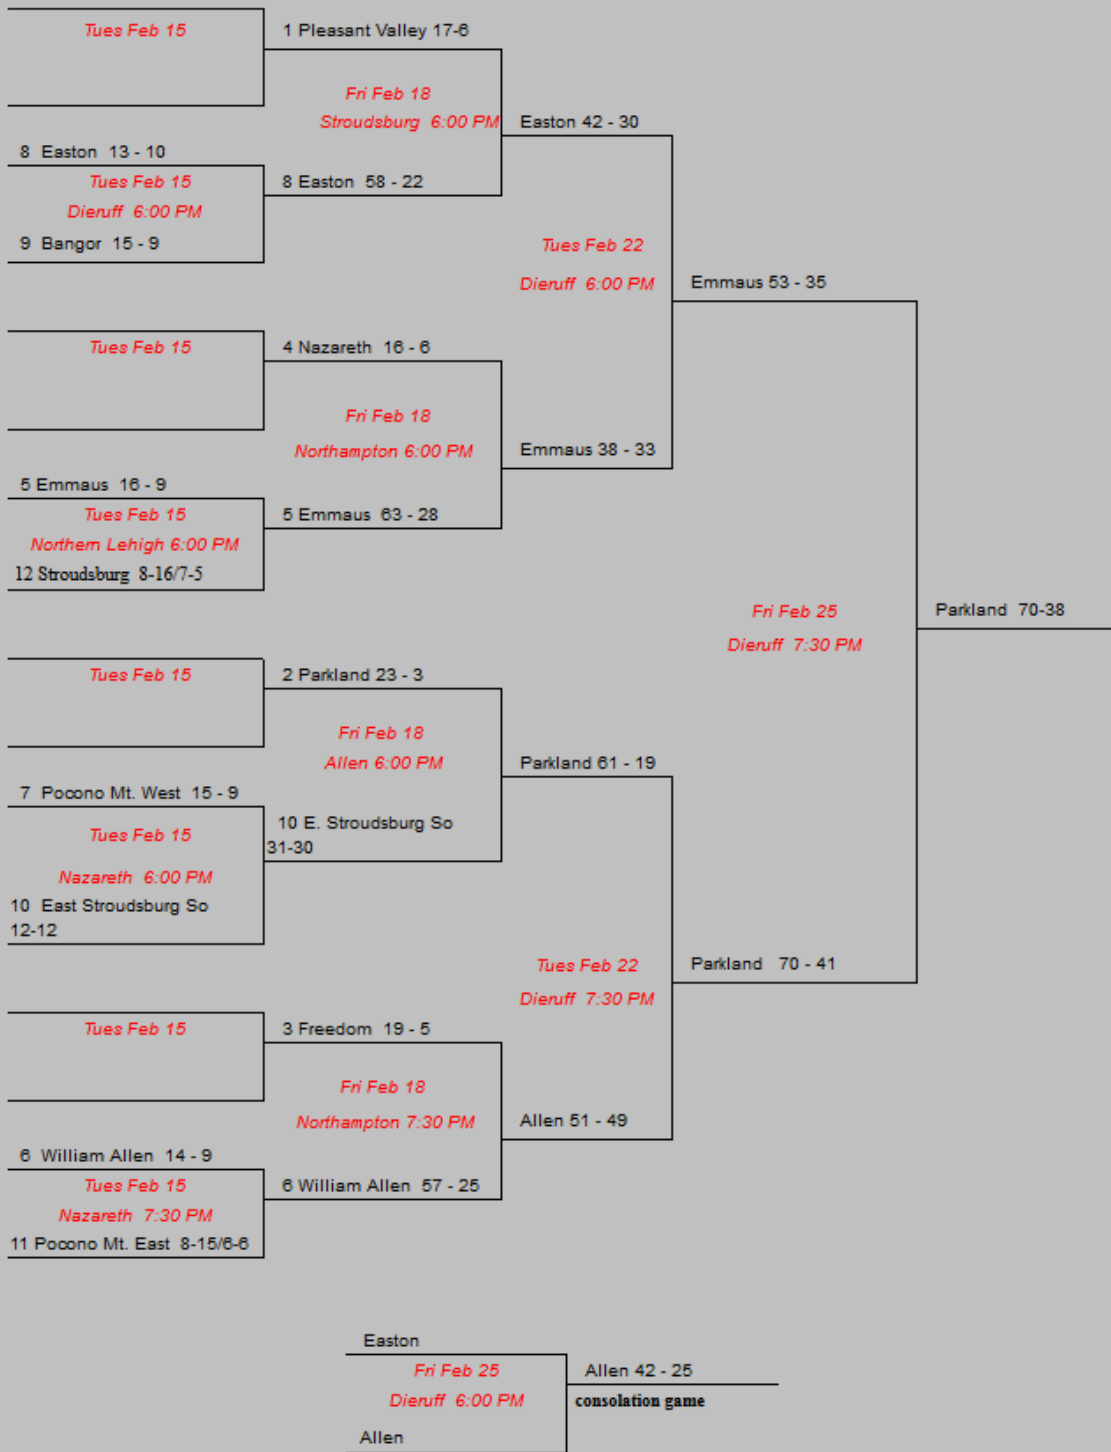 Tues Feb 15
1 Pleasant Valley 17-6
Fri Feb 18
Stroudsburg 6:00 PM
Easton 42 - 30
8 Easton 13 - 10
Tues Feb 15
8 Easton 58 - 22
Dieruff 6:00 PM
9 Bangor 15 - 9
Tues Feb 22
Dieruff 6:00 PM
Emmaus 53 - 35
Tues Feb 15
4 Nazareth 16 - 6
Fri Feb 18
Northampton 6:00 PM
Emmaus 38 - 33
5 Emmaus 16 - 9
Tues Feb 15
5 Emmaus 63 - 28
Northern Lehigh 6:00 PM
12 Stroudsburg 8-16/7-5
Fri Feb 25
Parkland 70-38
Dieruff 7:30 PM
Tues Feb 15
2 Parkland 23 - 3
Fri Feb 18
Allen 6:00 PM
Parkland 61 - 19
7 Pocono Mt. West 15 - 9
Tues Feb 15
10 E. Stroudsburg So
31-30
Nazareth 6:00 PM
10 East Stroudsburg So
12-12
Tues Feb 22
Parkland 70 - 41
Dieruff 7:30 PM
Tues Feb 15
3 Freedom 19 - 5
Fri Feb 18
Northampton 7:30 PM
Allen 51 - 49
6 William Allen 14 - 9
Tues Feb 15
6 William Allen 57 - 25
Nazareth 7:30 PM
11 Pocono Mt. East 8-15/6-6
Easton
Fri Feb 25
Allen 42 - 25
Dieruff 6:00 PM
consolation game
Allen